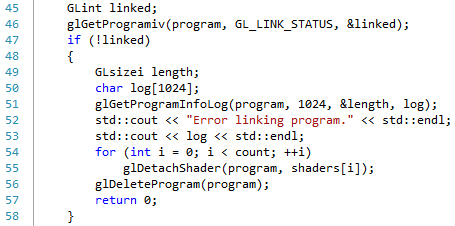 45 GLint linked;
46 glGetProgramiv(program, GL_LINK_STATUS, &linked);
47 if (!linked)
48 {
49 GLsizei length;
50 char log[1024];
51 glGetProgramInfoLog(program, 1024, &length, log);
52 std::cout << "Error linking program." << std::endl;
53 std::cout << log << std::endl;
54 for (int i = 0; i < count; ++i)
55 glDetachShader(program, shaders[i]);
56 glDeleteProgram(program);
57 return 0;
58 }